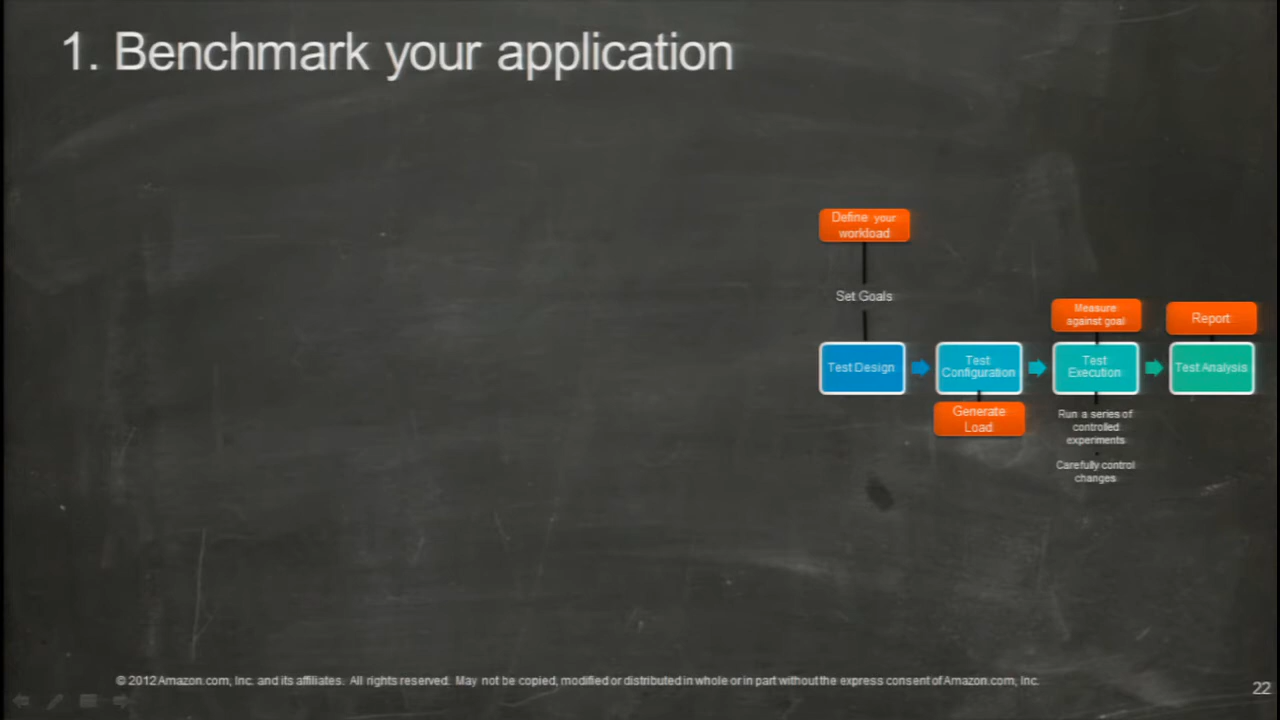 1. Benchmark your application
Define your
workload
Set Goals
Measure
against goal
Report
Test Design
Test
Configuration
Test
Execution
Test Analysis
Generate
Load
Run a series of
controlled
experiments
Carefully control
changes
© 2012 Amazon.com, Inc. and its affiliates. All rights reserved. May not be copied, modified or distributed in whole or in part without the express consent of Amazon.com, Inc.
22